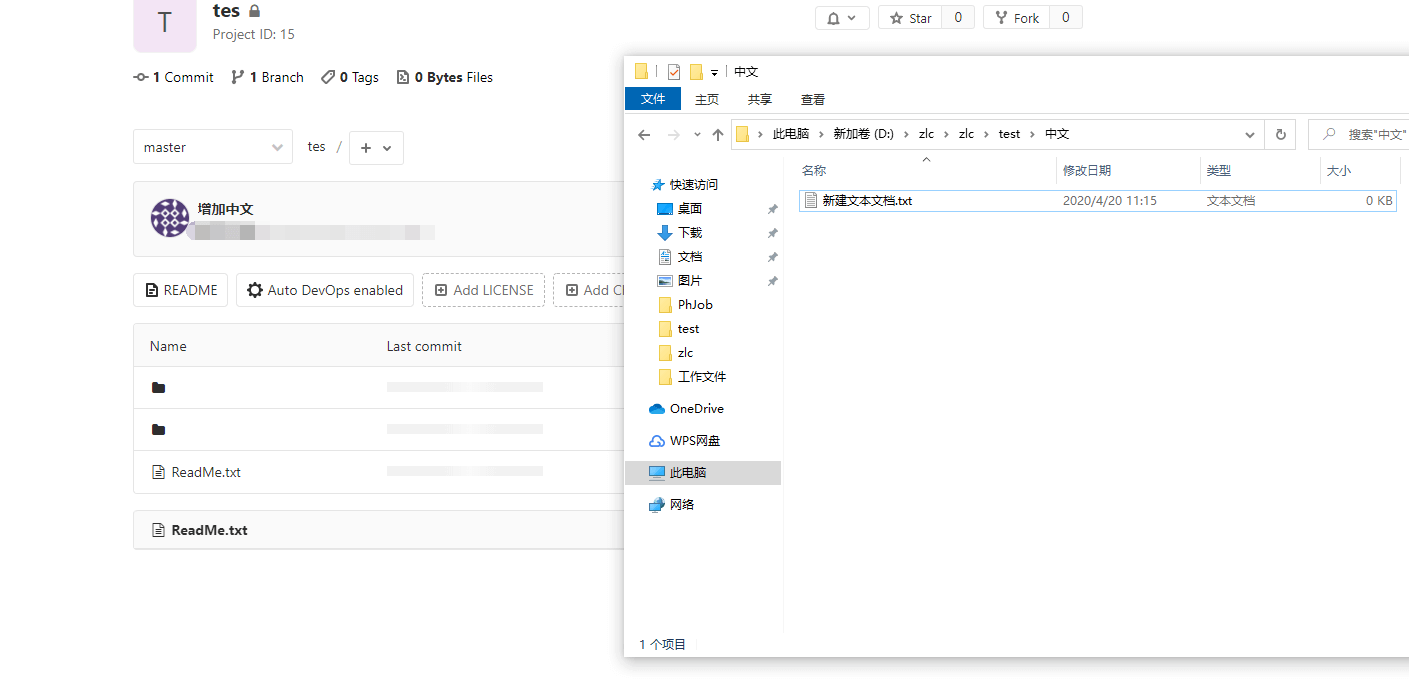 T
tes
Project ID: 15
Star 0
Fork 0
1 Commit 1 Branch 0 Tags 0 Bytes Files
master
tes / +
增加中文
README
Auto DevOps enabled
Add LICENSE
Add C
Name Last commit
ReadMe.txt
ReadMe.txt
中文
文件 主页 共享 查看
此电脑 › 新加卷 (D:) › zlc › zlc › test › 中文
搜索"中文"
名称 修改日期 类型 大小
新建文本文档.txt 2020/4/20 11:15 文本文档 0 KB
快速访问
桌面
下载
文档
图片
PhJob
test
zlc
工作文件
OneDrive
WPS网盘
此电脑
网络
1 个项目